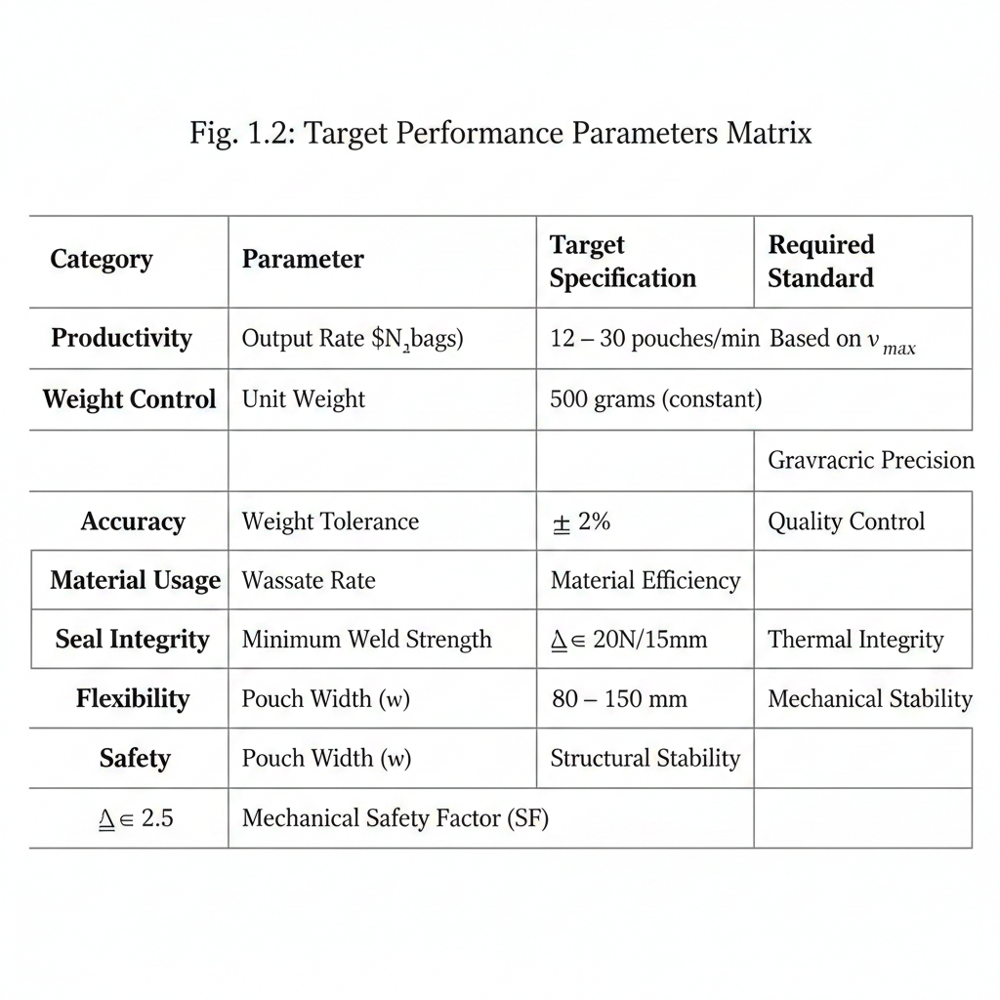 Fig. 1.2: Target Performance Parameters Matrix
Category Parameter Target Specification Required Standard
Productivity Output Rate $N₂bags) 12 – 30 pouches/min Based on v max
Weight Control Unit Weight 500 grams (constant)
Gravracric Precision
Accuracy Weight Tolerance ± 2% Quality Control
Material Usage Wassate Rate Material Efficiency
Seal Integrity Minimum Weld Strength ∆∈ 20N/15mm Thermal Integrity
Flexibility Pouch Width (w) 80 – 150 mm Mechanical Stability
Safety Pouch Width (w) Structural Stability
∆∈ 2.5 Mechanical Safety Factor (SF)